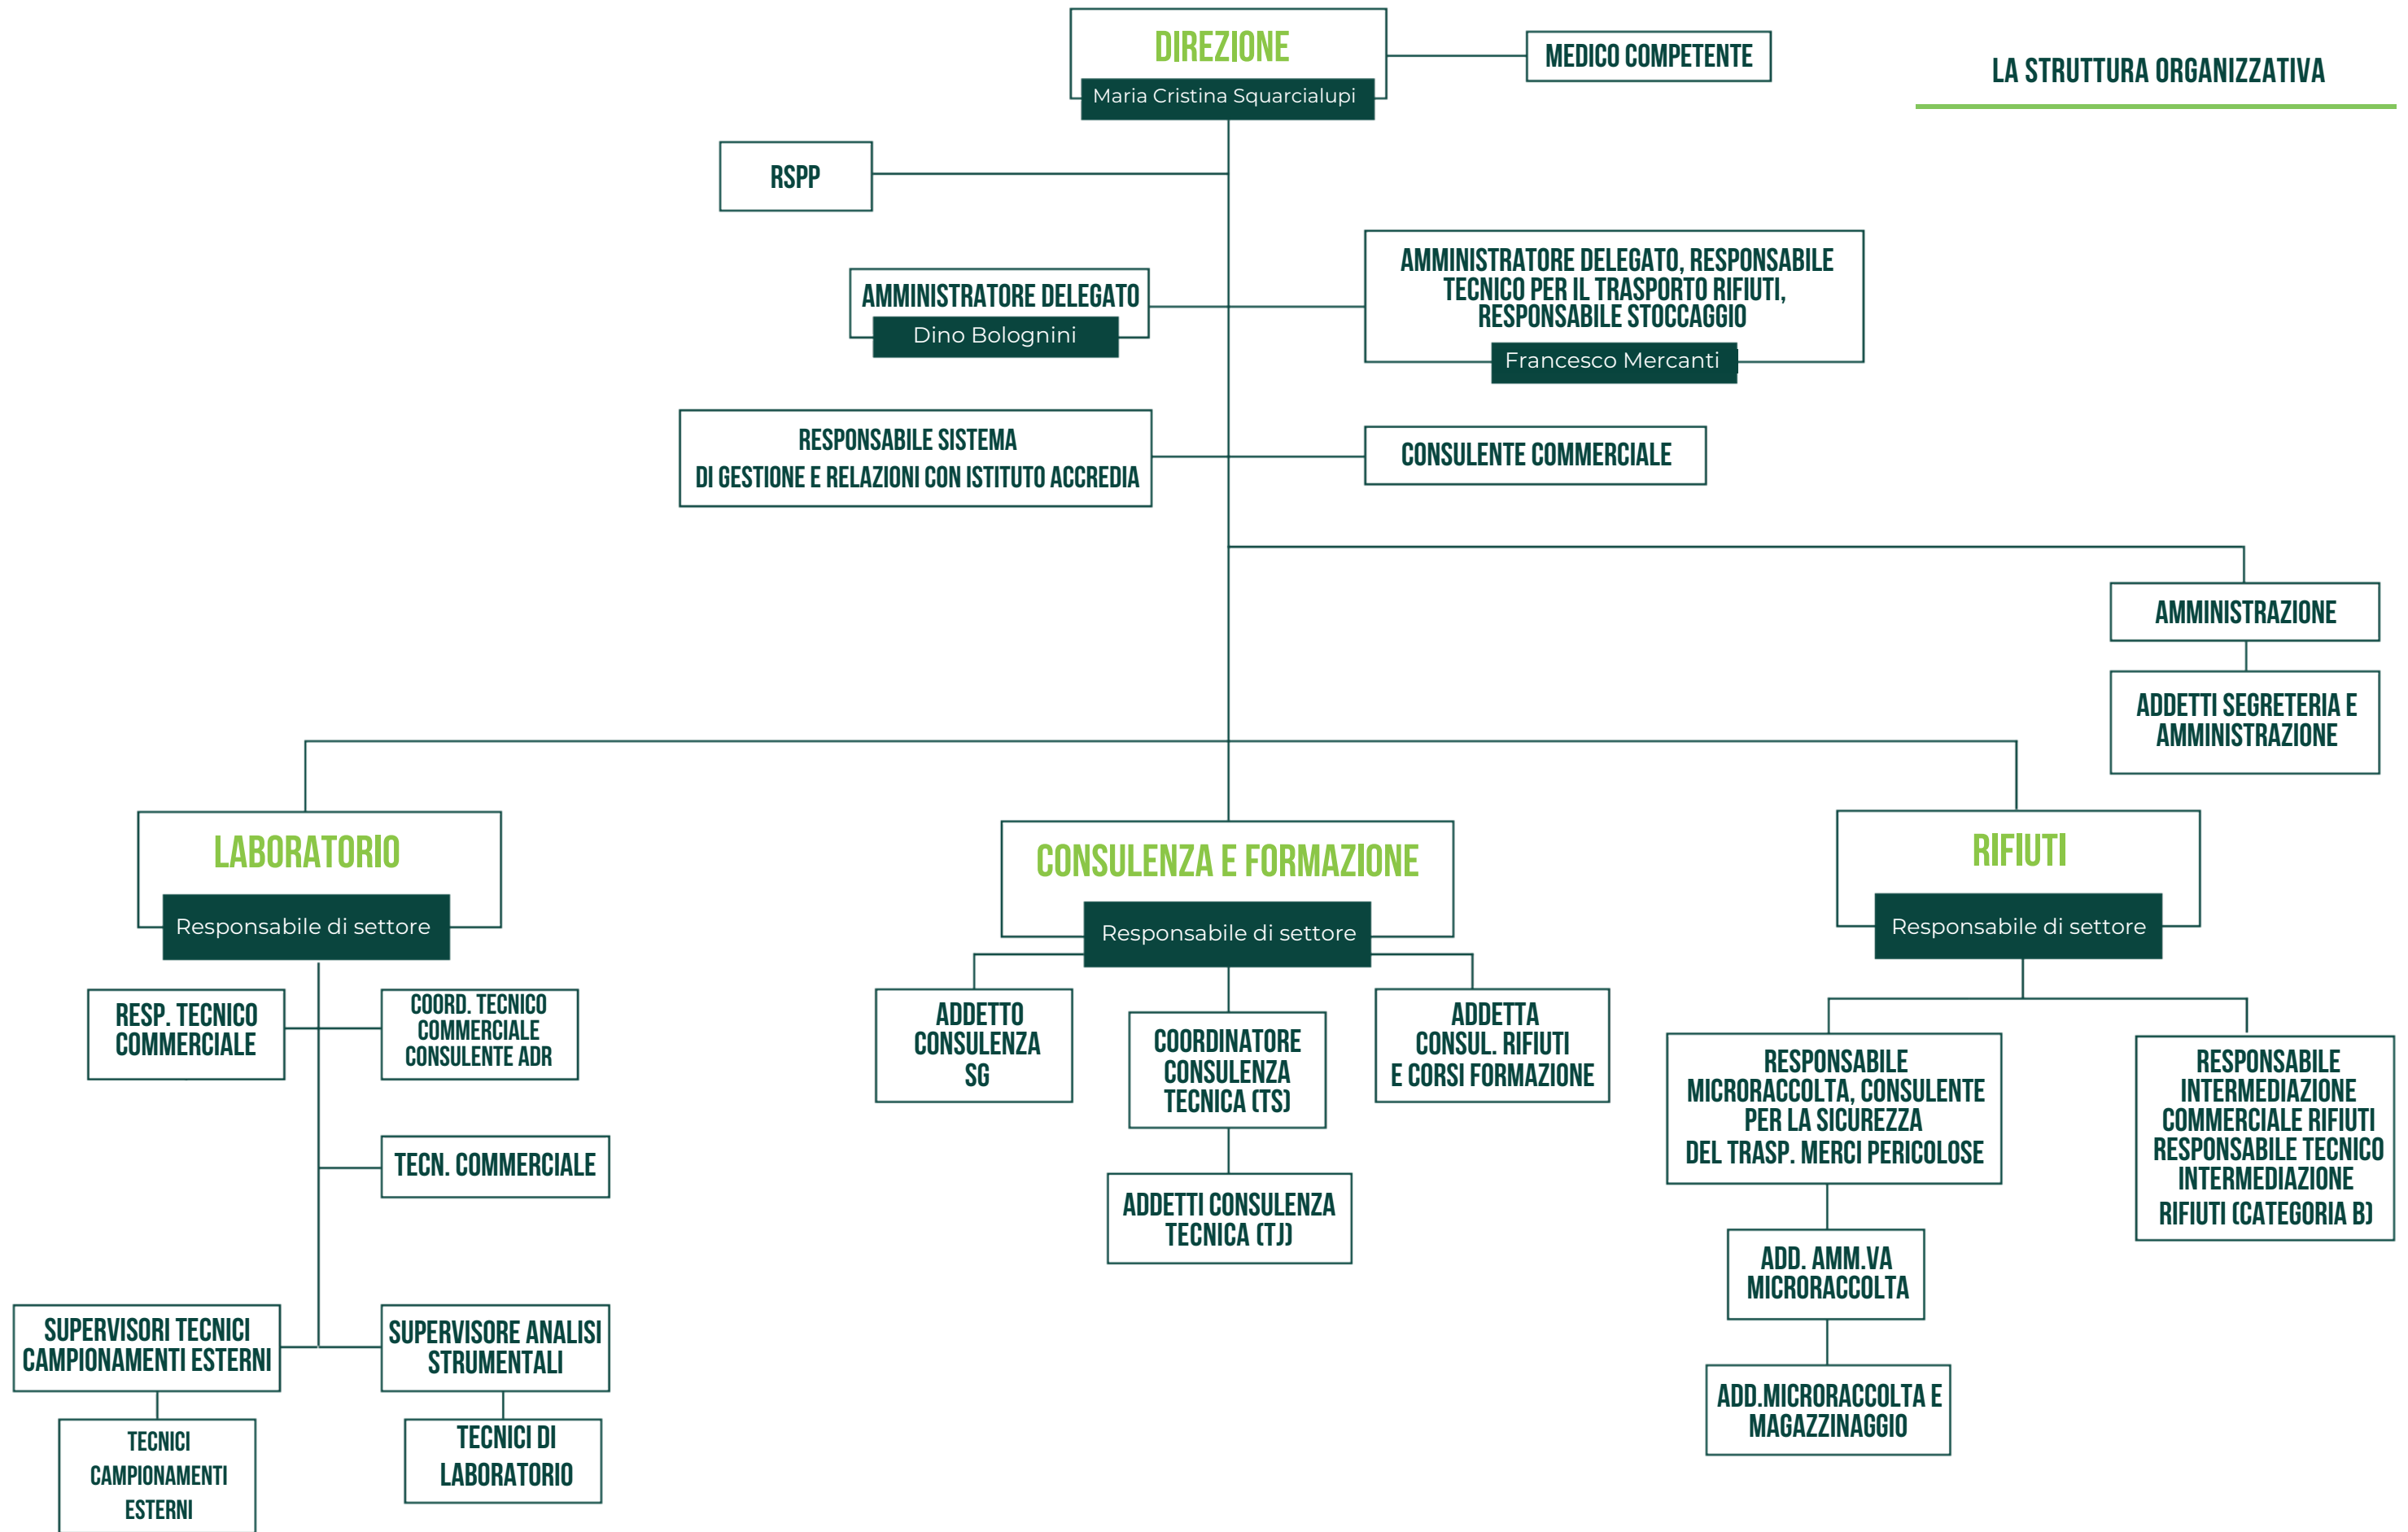 DIREZIONE
Maria Cristina Squarcialupi
MEDICO COMPETENTE
LA STRUTTURA ORGANIZZATIVA
RSPP
AMMINISTRATORE DELEGATO
Dino Bolognini
AMMINISTRATORE DELEGATO, RESPONSABILE
TECNICO PER IL TRASPORTO RIFIUTI,
RESPONSABILE STOCCAGGIO
Francesco Mercanti
RESPONSABILE SISTEMA
DI GESTIONE E RELAZIONI CON ISTITUTO ACCREDIA
CONSULENTE COMMERCIALE
AMMINISTRAZIONE
ADDETTI SEGRETERIA E
AMMINISTRAZIONE
LABORATORIO
Responsabile di settore
RESP. TECNICO
COMMERCIALE
COORD. TECNICO
COMMERCIALE
CONSULENTE ADR
TECN. COMMERCIALE
SUPERVISORI TECNICI
CAMPIONAMENTI ESTERNI
SUPERVISORE ANALISI
STRUMENTALI
TECNICI
CAMPIONAMENTI
ESTERNI
TECNICI DI
LABORATORIO
CONSULENZA E FORMAZIONE
Responsabile di settore
ADDETTO
CONSULENZA
SG
COORDINATORE
CONSULENZA
TECNICA (TS)
ADDETTA
CONSUL. RIFIUTI
E CORSI FORMAZIONE
ADDETTI CONSULENZA
TECNICA (TJ)
RIFIUTI
Responsabile di settore
RESPONSABILE
MICRORACCOLTA, CONSULENTE
PER LA SICUREZZA
DEL TRASP. MERCI PERICOLOSE
ADD. AMM.VA
MICRORACCOLTA
ADD.MICRORACCOLTA E
MAGAZZINAGGIO
RESPONSABILE
INTERMEDIAZIONE
COMMERCIALE RIFIUTI
RESPONSABILE TECNICO
INTERMEDIAZIONE
RIFIUTI (CATEGORIA B)